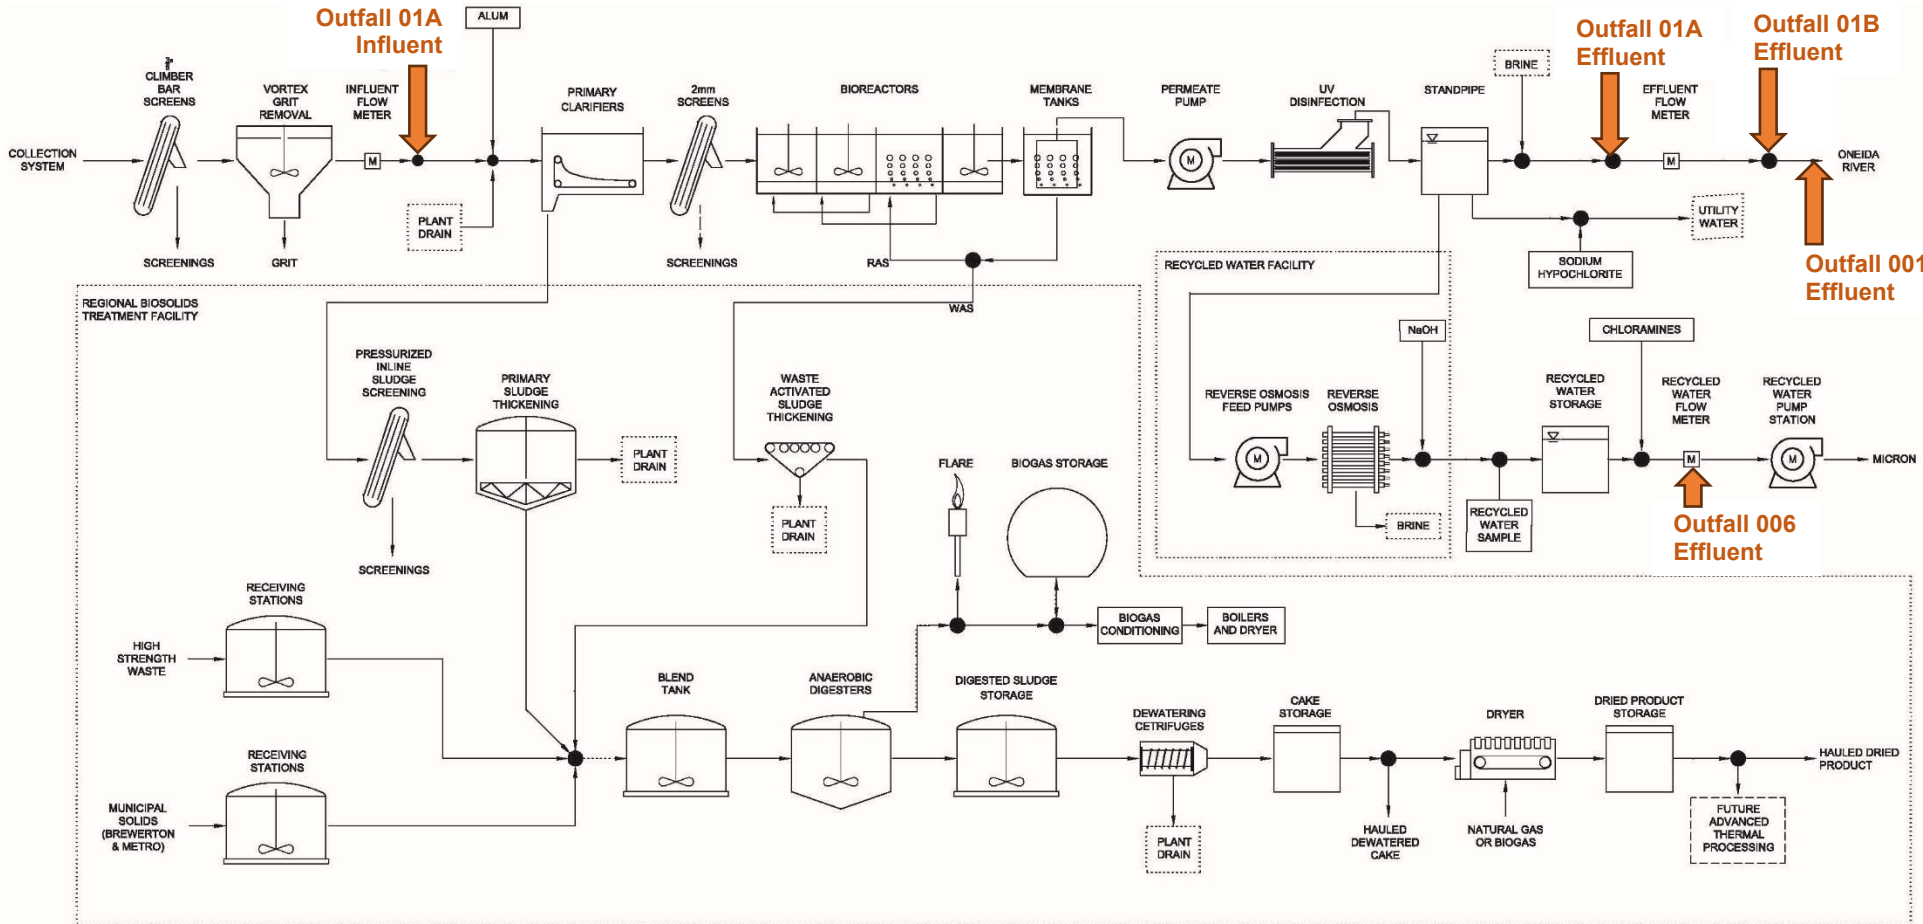 Outfall 01A
Influent
ALUM
Outfall 01A
Effluent
Outfall 01B
Effluent
CLIMBER
BAR
SCREENS
VORTEX
GRIT
REMOVAL
INFLUENT
FLOW
METER
PRIMARY
CLARIFIERS
2mm
SCREENS
BIOREACTORS
MEMBRANE
TANKS
PERMEATE
PUMP
UV
DISINFECTION
STANDPIPE
BRINE
EFFLUENT
FLOW
METER
COLLECTION
SYSTEM
M
M
M
ONEIDA
RIVER
PLANT
DRAIN
UTILITY
WATER
SCREENINGS
GRIT
SCREENINGS
RAS
RECYCLED WATER FACILITY
SODIUM
HYPOCHLORITE
Outfall 001
Effluent
REGIONAL BIOSOLIDS
TREATMENT FACILITY
WAS
NaOH
CHLORAMINES
PRESSURIZED
INLINE
SLUDGE
SCREENING
PRIMARY
SLUDGE
THICKENING
WASTE
ACTIVATED
SLUDGE
THICKENING
REVERSE OSMOSIS
FEED PUMPS
REVERSE
OSMOSIS
RECYCLED
WATER
STORAGE
RECYCLED
WATER
FLOW
METER
RECYCLED
WATER
PUMP
STATION
PLANT
DRAIN
FLARE
BIOGAS STORAGE
M
M
M
MICRON
PLANT
DRAIN
BRINE
RECYCLED
WATER
SAMPLE
Outfall 006
Effluent
SCREENINGS
RECEIVING
STATIONS
BIOGAS
CONDITIONING
BOILERS
AND DRYER
HIGH
STRENGTH
WASTE
BLEND
TANK
ANAEROBIC
DIGESTERS
DIGESTED SLUDGE
STORAGE
DEWATERING
CETRIFUGES
CAKE
STORAGE
DRYER
DRIED PRODUCT
STORAGE
HAULED DRIED
PRODUCT
RECEIVING
STATIONS
MUNICIPAL
SOLIDS
(BREWERTON
& METRO)
PLANT
DRAIN
HAULED
DEWATERED
CAKE
NATURAL GAS
OR BIOGAS
FUTURE
ADVANCED
THERMAL
PROCESSING